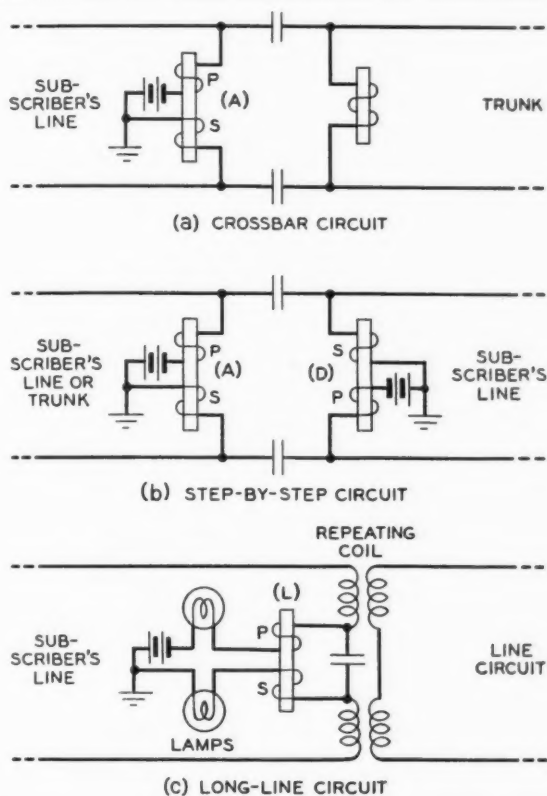 SUB-
SCRIBER'S
LINE
P
(A)
S
TRUNK
(a) CROSSBAR CIRCUIT
SUB-
SCRIBER'S
LINE OR
TRUNK
P
(A)
S
S
(D)
P
SUB-
SCRIBER'S
LINE
(b) STEP-BY-STEP CIRCUIT
REPEATING
COIL
SUB-
SCRIBER'S
LINE
(L)
P
S
LAMPS
LINE
CIRCUIT
(c) LONG-LINE CIRCUIT